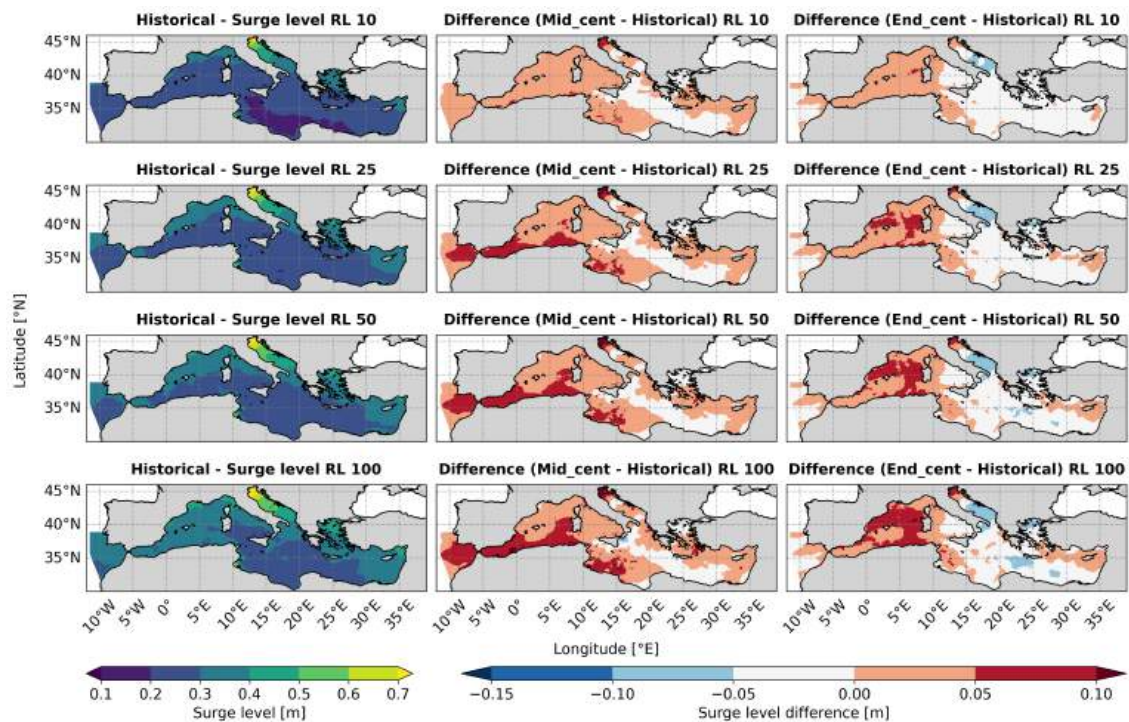 Historical - Surge level RL 10
Difference (Mid_cent - Historical) RL 10
Difference (End_cent - Historical) RL 10
45°N
40°N
35°N
Historical - Surge level RL 25
Difference (Mid_cent - Historical) RL 25
Difference (End_cent - Historical) RL 25
45°N
40°N
35°N
Latitude [°N]
Historical - Surge level RL 50
Difference (Mid_cent - Historical) RL 50
Difference (End_cent - Historical) RL 50
45°N
40°N
35°N
Historical - Surge level RL 100
Difference (Mid_cent - Historical) RL 100
Difference (End_cent - Historical) RL 100
45°N
40°N
35°N
10°W 5°W 0° 5°E 10°E 15°E 20°E 25°E 30°E 35°E
10°W 5°W 0° 5°E 10°E 15°E 20°E 25°E 30°E 35°E
10°W 5°W 0° 5°E 10°E 15°E 20°E 25°E 30°E 35°E
Longitude [°E]
0.1 0.2 0.3 0.4 0.5 0.6 0.7
Surge level [m]
−0.15 −0.10 −0.05 0.00 0.05 0.10
Surge level difference [m]